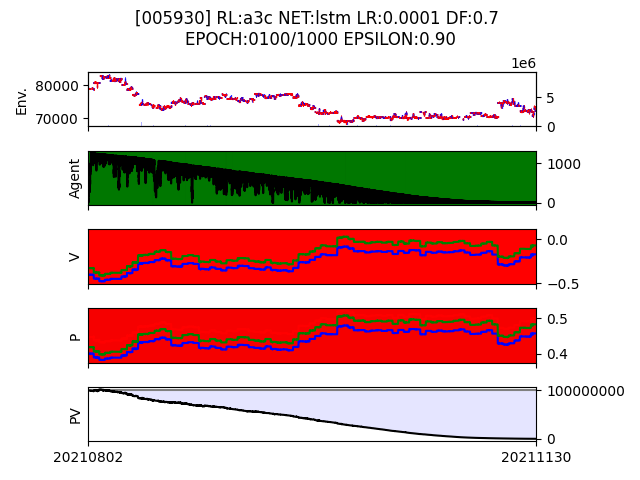 [005930] RL:a3c NET:lstm LR:0.0001 DF:0.7
EPOCH:0100/1000 EPSILON:0.90
1e6
Env.
80000
70000
5
0
Agent
1000
0
V
0.0
−0.5
P
0.5
0.4
PV
100000000
0
20210802
20211130